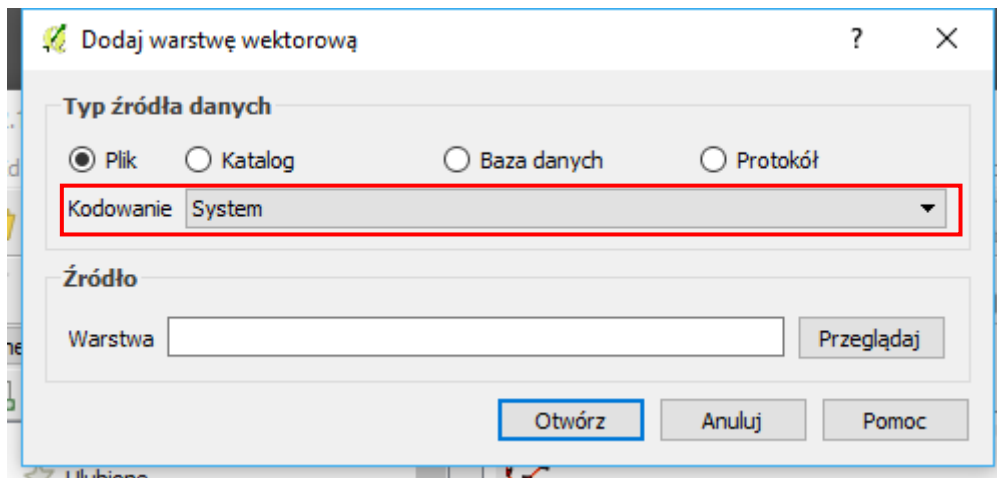 Dodaj warstwę wektorową ?
Typ źródła danych
Plik Katalog Baza danych Protokół
Kodowanie System
Źródło
Warstwa Przeglądaj
Otwórz Anuluj Pomoc